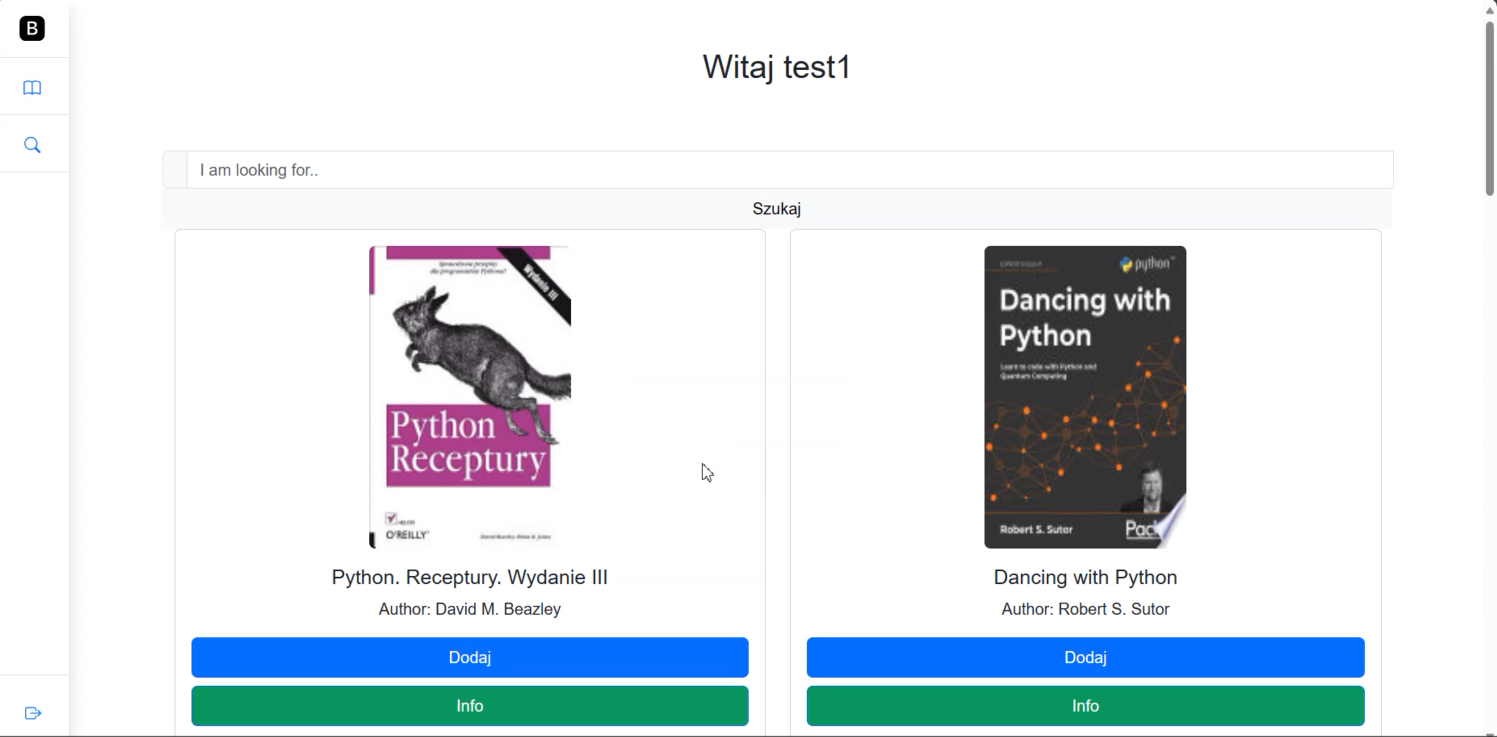 B
Witaj test1
I am looking for..
Szukaj
Sprawdzone przepisy
dla programistów Pythona!
Wydanie III
Python
Receptury
O'REILLY
David Beazley, Brian K. Jones
Python. Receptury. Wydanie III
Author: David M. Beazley
Dodaj
Info
EXPERT INSIGHT
python
Dancing with
Python
Learn to code with Python and
Quantum Computing
Robert S. Sutor
Dancing with Python
Author: Robert S. Sutor
Dodaj
Info